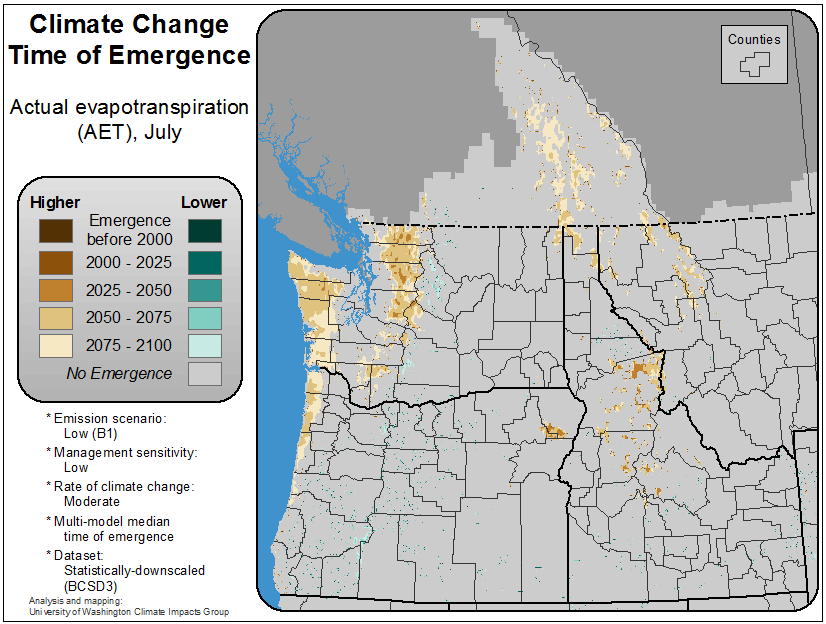 Climate Change
Time of Emergence
Actual evapotranspiration
(AET), July
Higher
Lower
Emergence
before 2000
2000 - 2025
2025 - 2050
2050 - 2075
2075 - 2100
No Emergence
* Emission scenario:
Low (B1)
* Management sensitivity:
Low
* Rate of climate change:
Moderate
* Multi-model median
time of emergence
* Dataset:
Statistically-downscaled
(BCSD3)
Analysis and mapping:
University of Washington Climate Impacts Group
Counties